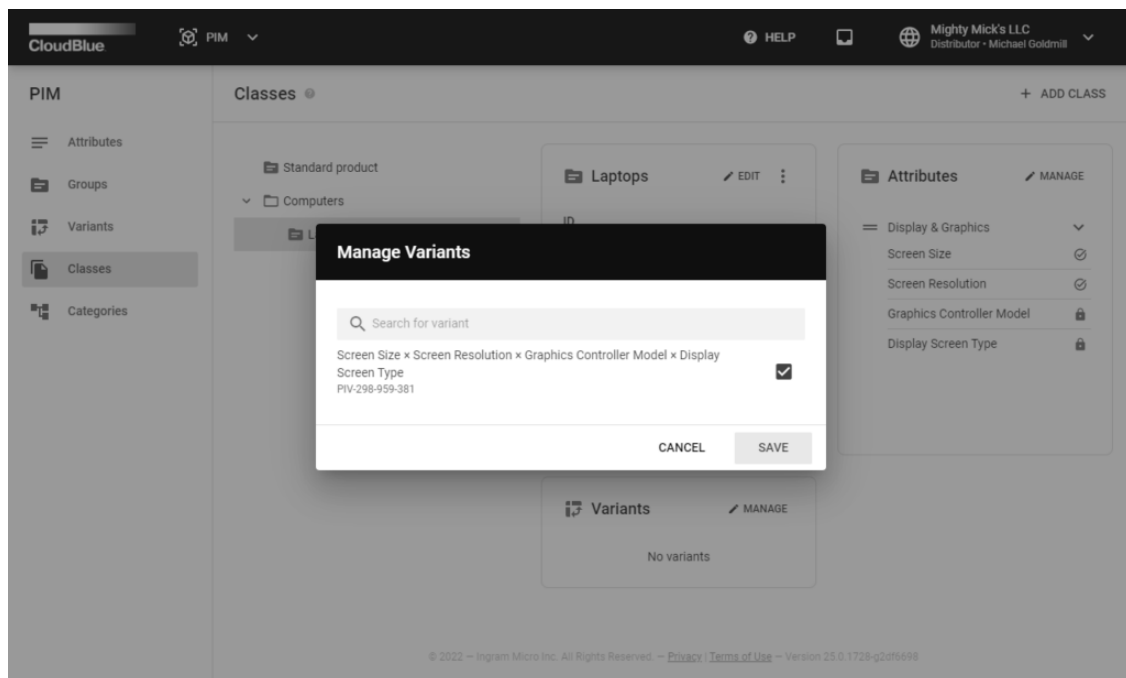 CloudBlue
PIM
HELP
Mighty Mick's LLC
Distributor • Michael Goldmill
PIM
Classes
+ ADD CLASS
Attributes
Groups
Variants
Classes
Categories
Standard product
Computers
Laptops
EDIT
ID
Attributes
MANAGE
Display & Graphics
Screen Size
Screen Resolution
Graphics Controller Model
Display Screen Type
Manage Variants
Search for variant
Screen Size × Screen Resolution × Graphics Controller Model × Display
Screen Type
PIV-298-959-381
CANCEL
SAVE
Variants
MANAGE
No variants
© 2022 — Ingram Micro Inc. All Rights Reserved. — Privacy | Terms of Use — Version 25.0.1728-g2df6698